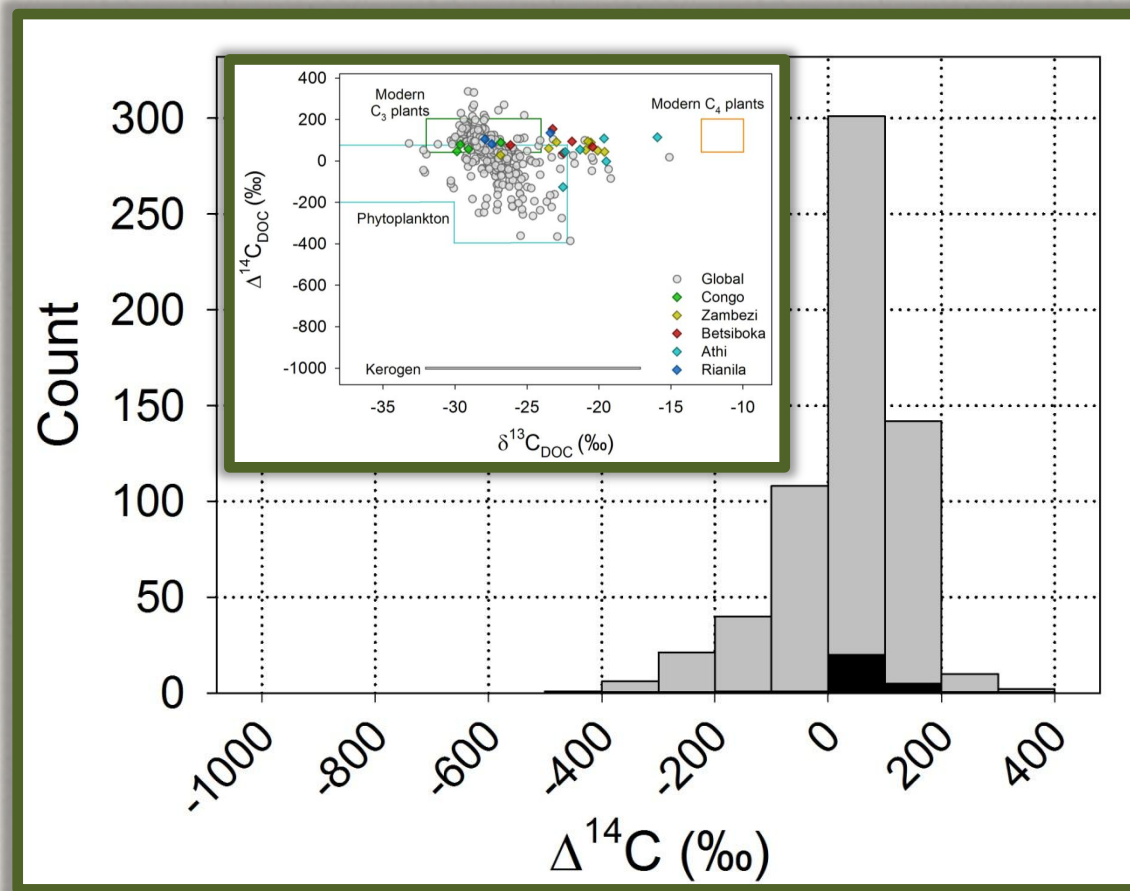 400
200
0
-200
-400
-600
-800
-1000
Δ¹⁴C_DOC (‰)
Modern
C₃ plants
Modern C₄ plants
Phytoplankton
Kerogen
Global
Congo
Zambezi
Betsiboka
Athi
Rianila
-35 -30 -25 -20 -15 -10
δ¹³C_DOC (‰)
Count
300
250
200
150
100
50
0
-1000 -800 -600 -400 -200 0 200 400
Δ¹⁴C (‰)